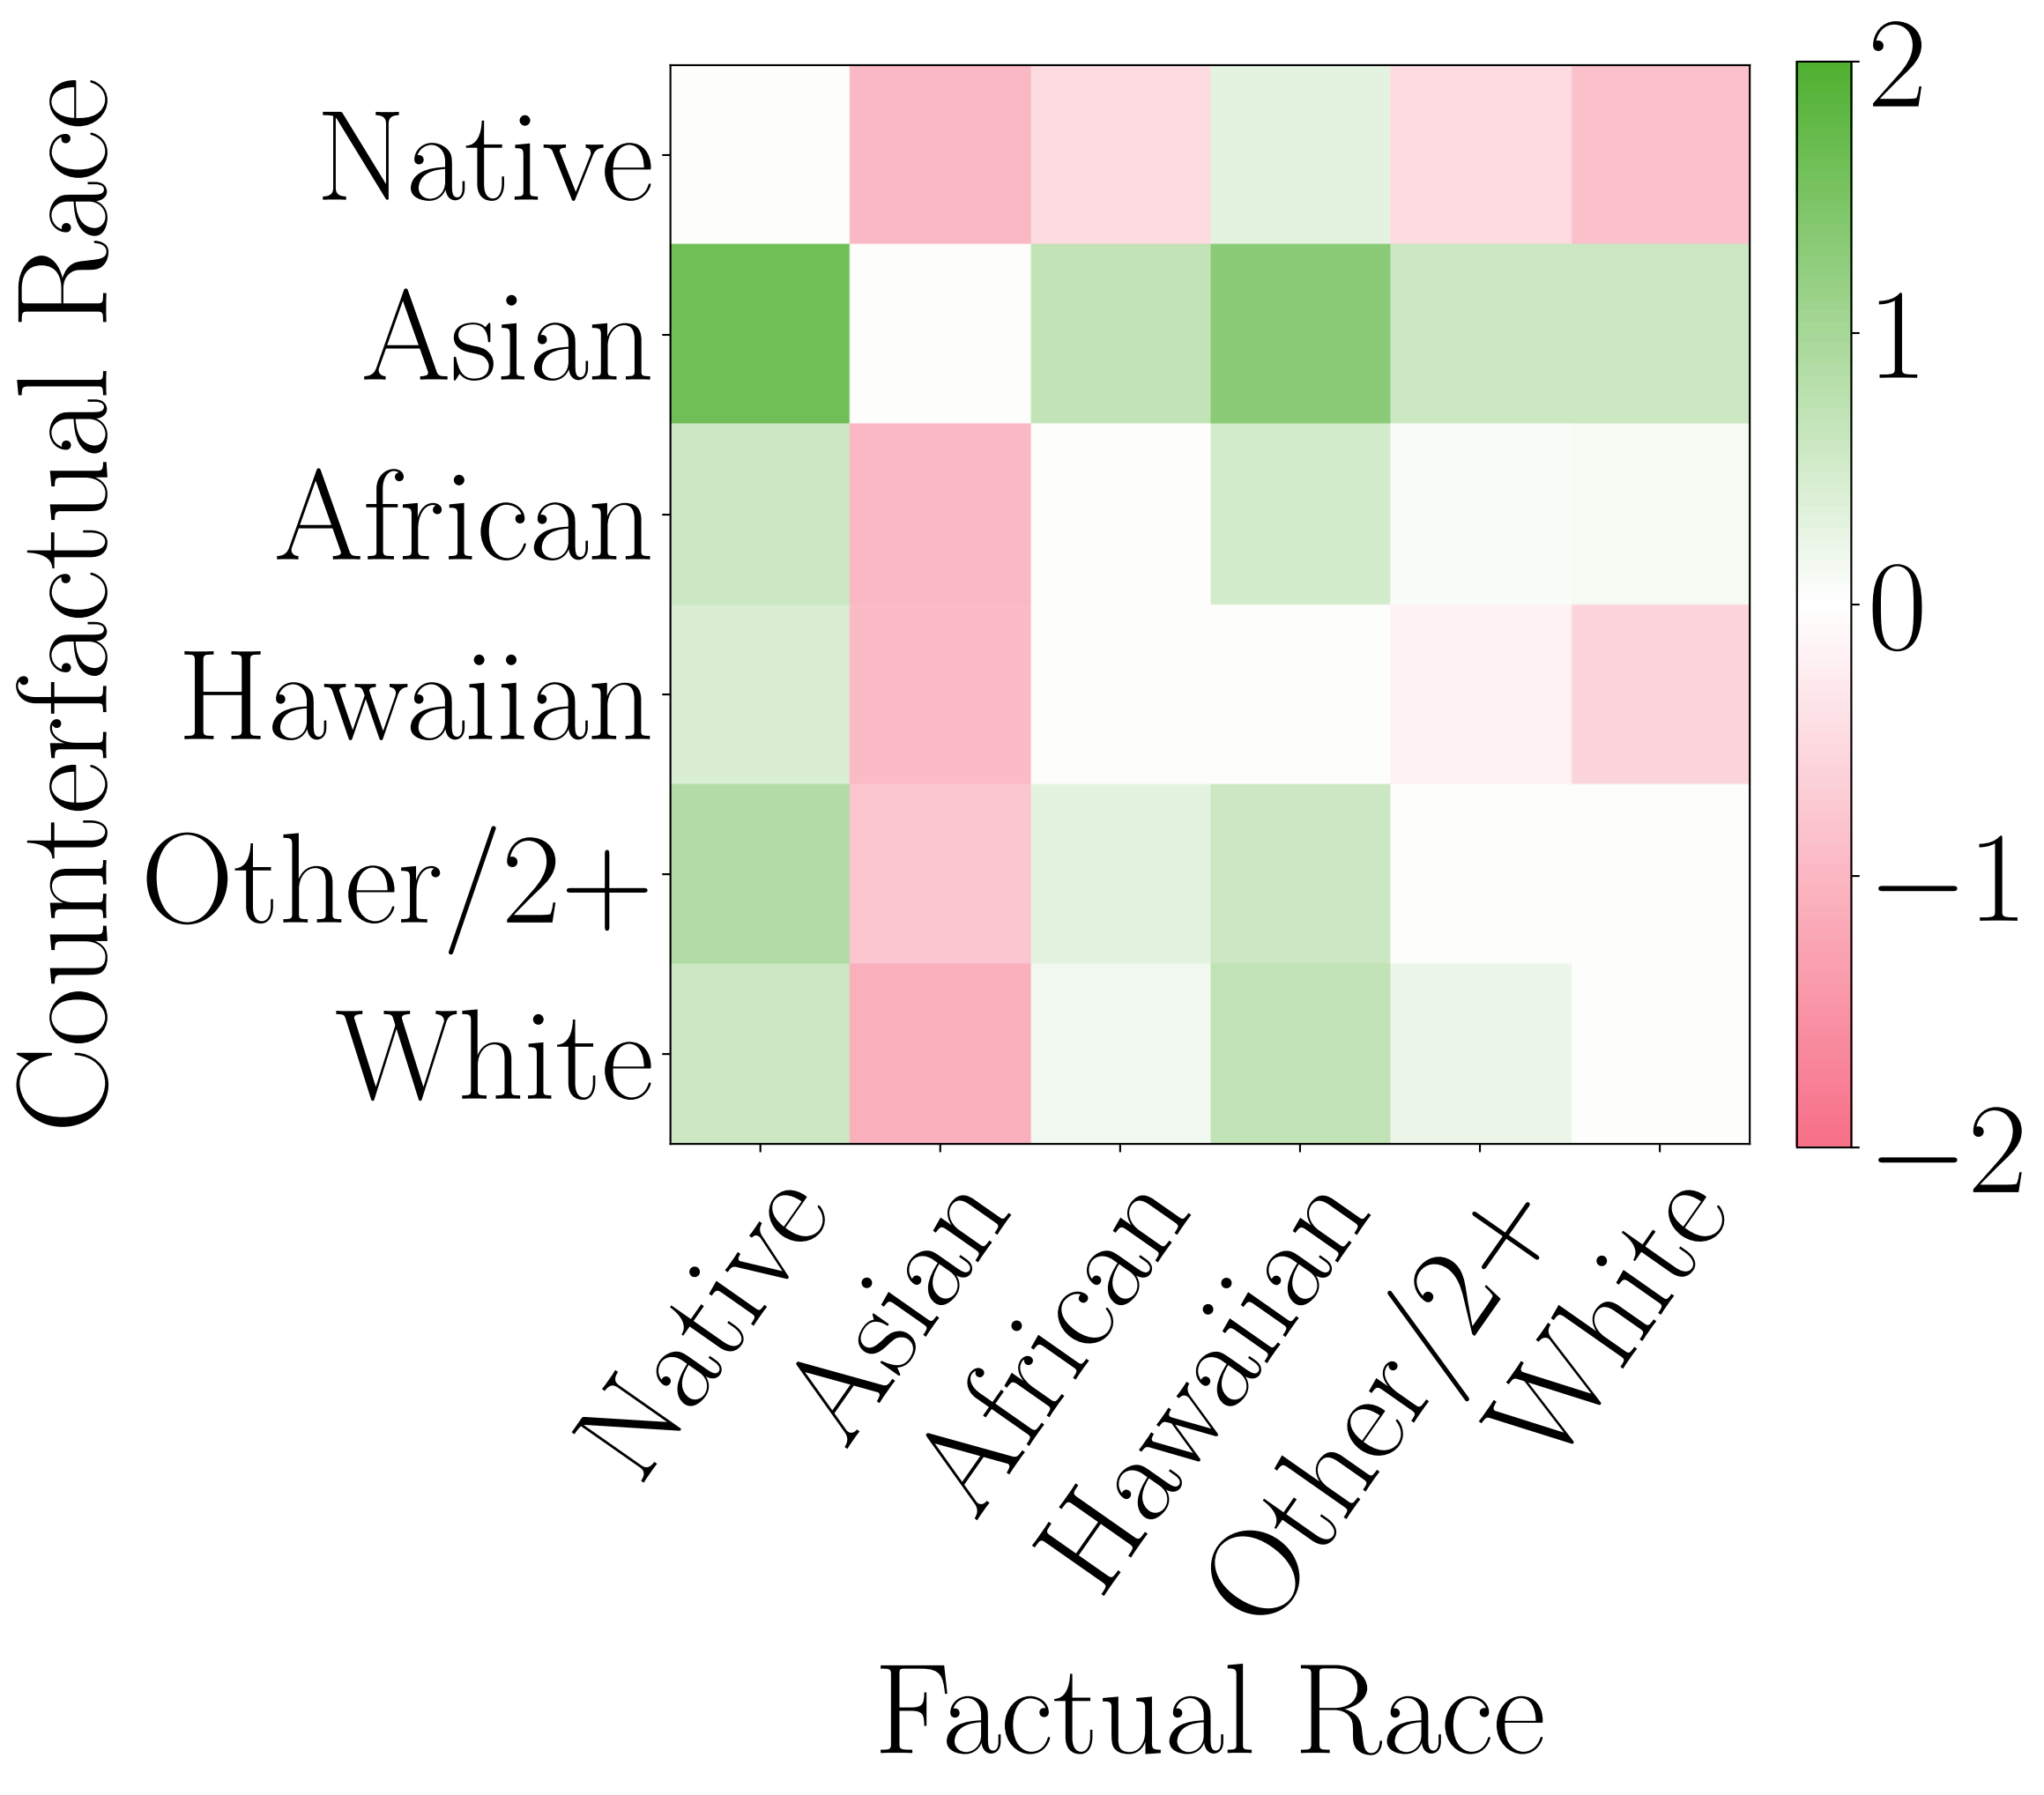 Counterfactual Race
Native
Asian
African
Hawaiian
Other/2+
White
Native
Asian
African
Hawaiian
Other/2+
White
Factual Race
2
1
0
−1
−2